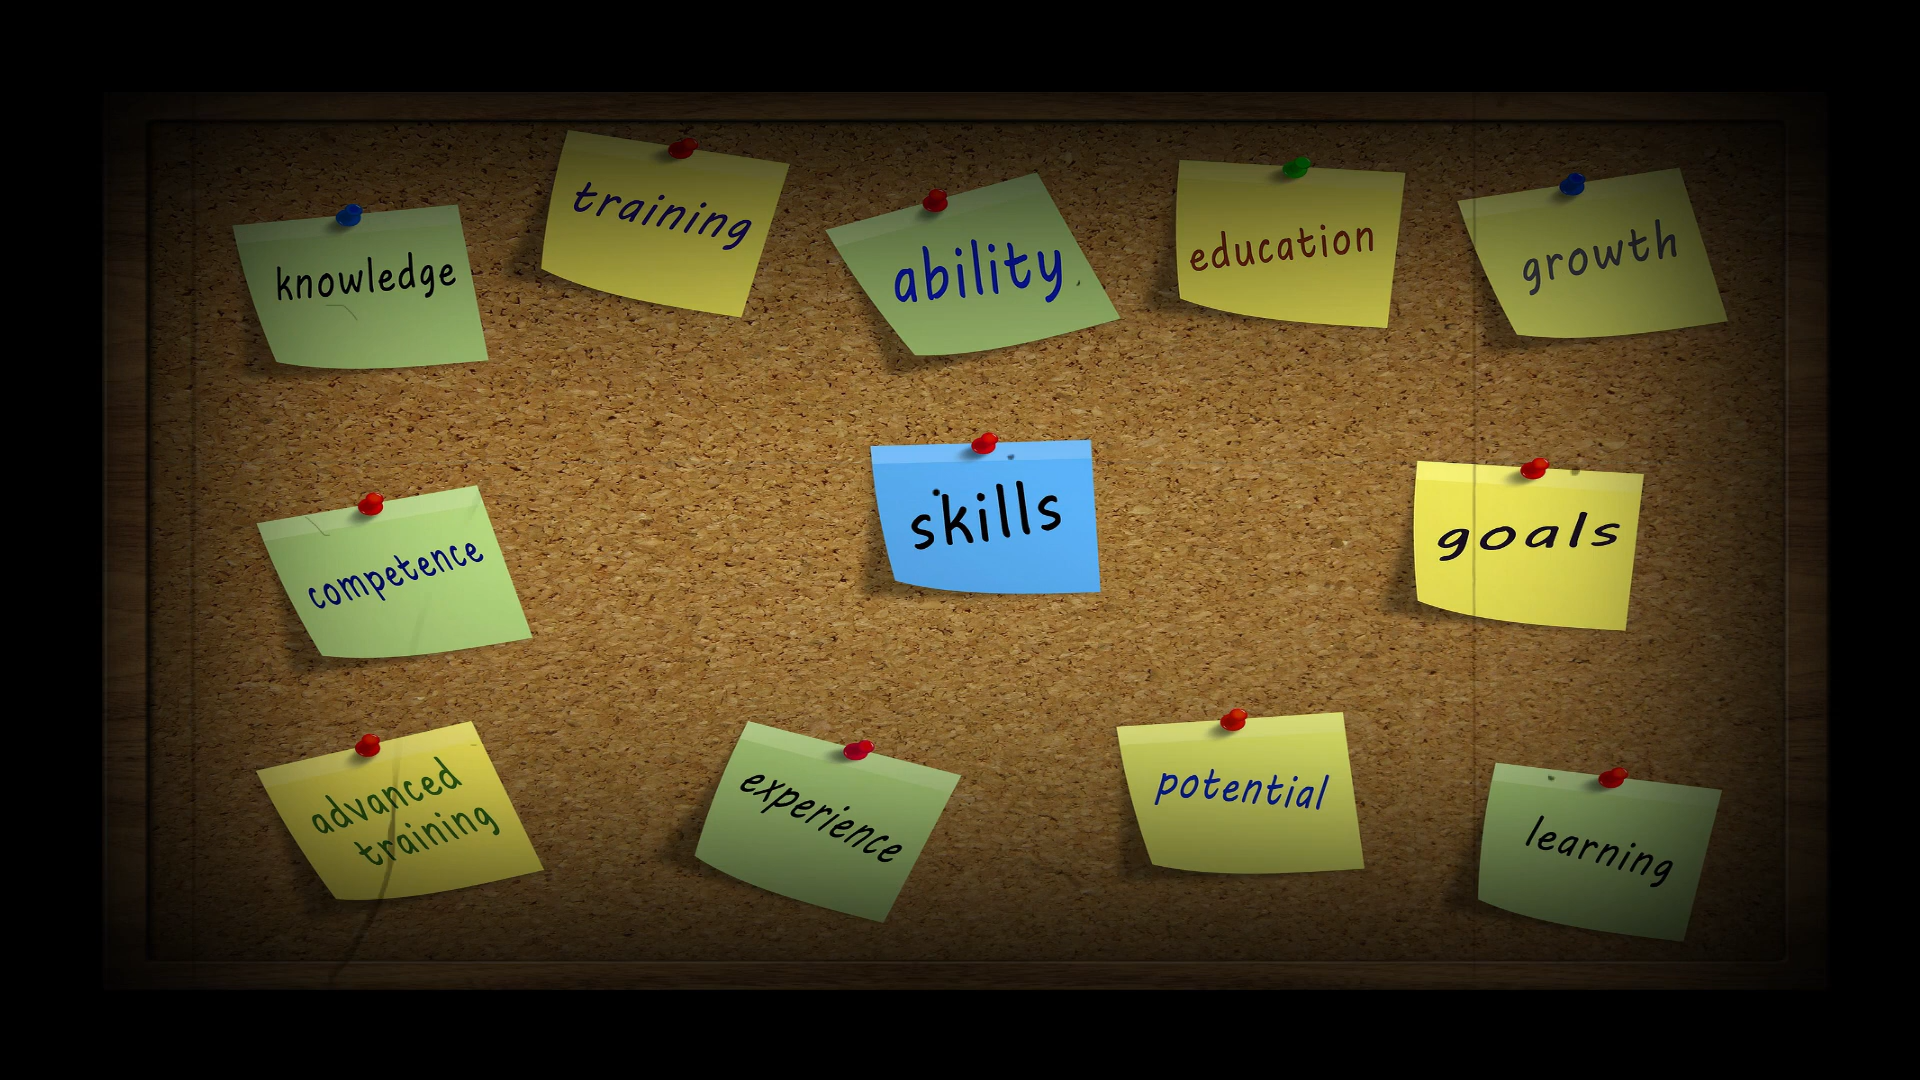 knowledge
training
ability
education
growth
competence
skills
goals
advanced
training
experience
potential
learning